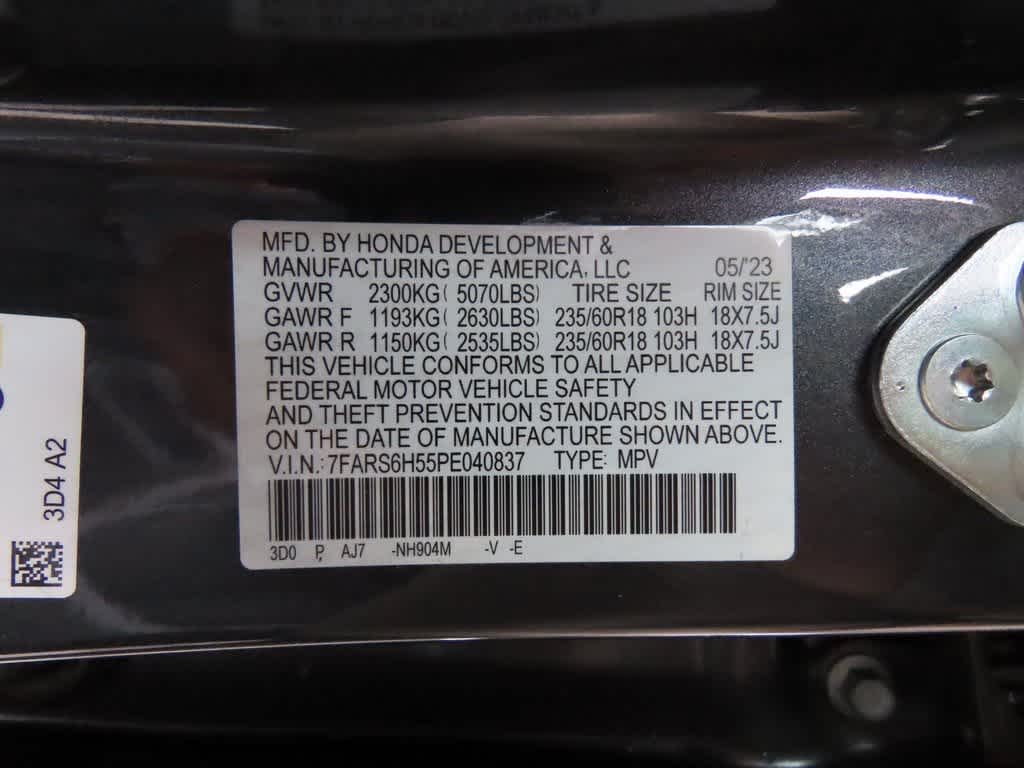 MFD. BY HONDA DEVELOPMENT &
MANUFACTURING OF AMERICA, LLC 05/'23
GVWR 2300KG( 5070LBS) TIRE SIZE RIM SIZE
GAWR F 1193KG( 2630LBS) 235/60R18 103H 18X7.5J
GAWR R 1150KG( 2535LBS) 235/60R18 103H 18X7.5J
THIS VEHICLE CONFORMS TO ALL APPLICABLE
FEDERAL MOTOR VEHICLE SAFETY
AND THEFT PREVENTION STANDARDS IN EFFECT
ON THE DATE OF MANUFACTURE SHOWN ABOVE.
V.I.N.: 7FARS6H55PE040837 TYPE: MPV
3D0 P, AJ7 -NH904M -V -E
3D4 A2